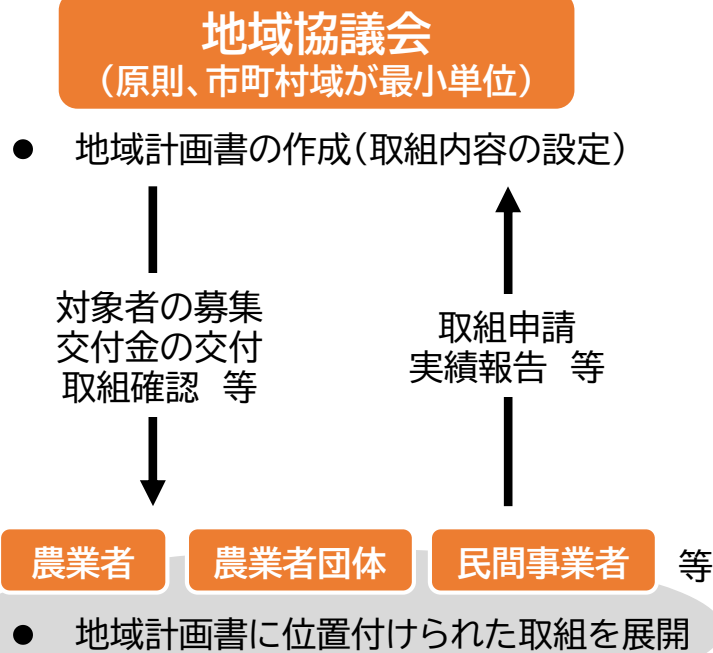 地域協議会
（原則、市町村域が最小単位）
● 地域計画書の作成（取組内容の設定）
対象者の募集
交付金の交付
取組確認 等
取組申請
実績報告 等
農業者 農業者団体 民間事業者 等
● 地域計画書に位置付けられた取組を展開